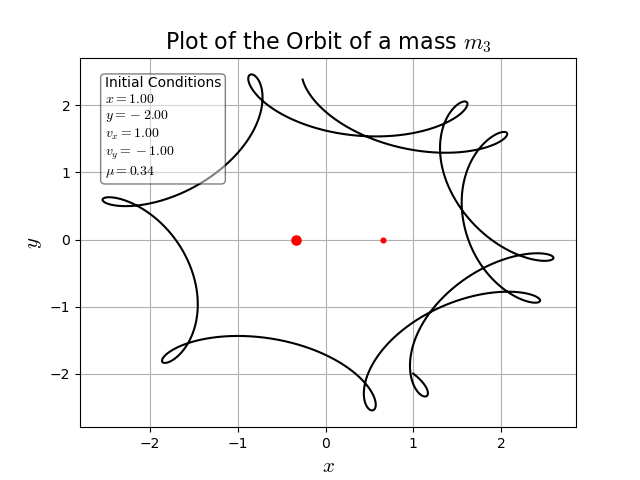 Plot of the Orbit of a mass m₃
Initial Conditions
x = 1.00
y = −2.00
vₓ = 1.00
v_y = −1.00
μ = 0.34
2
1
0
−1
−2
y
−2 −1 0 1 2
x